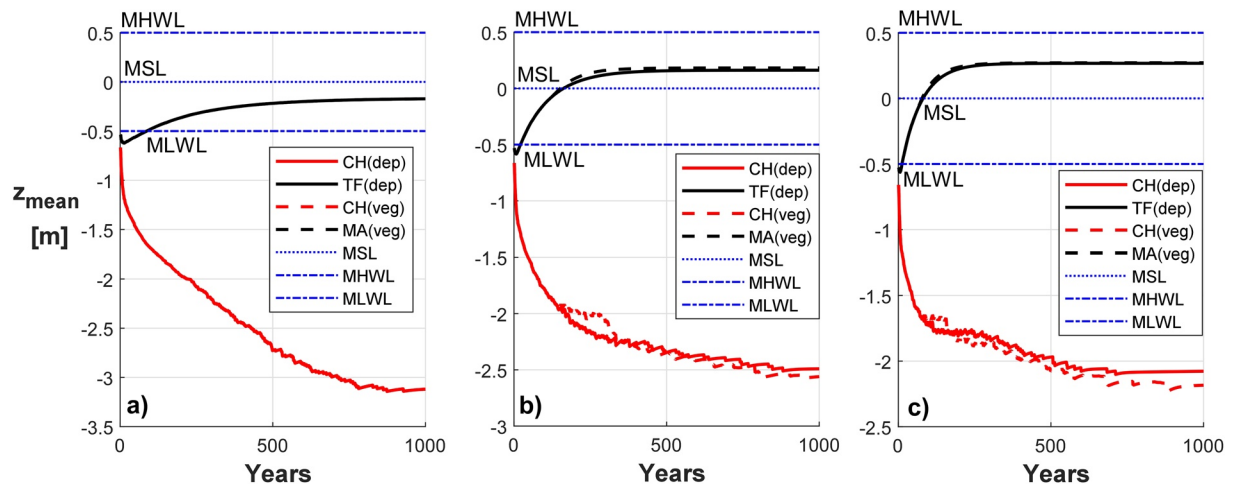 MHWL
0.5
MSL
0
-0.5
MLWL
-1
-1.5
-2
-2.5
-3
-3.5
z_mean
[m]
CH(dep)
TF(dep)
CH(veg)
MA(veg)
MSL
MHWL
MLWL
a)
0
500
1000
Years
MHWL
0.5
MSL
0
-0.5
MLWL
-1
-1.5
-2
-2.5
-3
CH(dep)
TF(dep)
CH(veg)
MA(veg)
MSL
MHWL
MLWL
b)
0
500
1000
Years
MHWL
0.5
0
MSL
-0.5
MLWL
-1
-1.5
-2
-2.5
CH(dep)
TF(dep)
CH(veg)
MA(veg)
MSL
MHWL
MLWL
c)
0
500
1000
Years